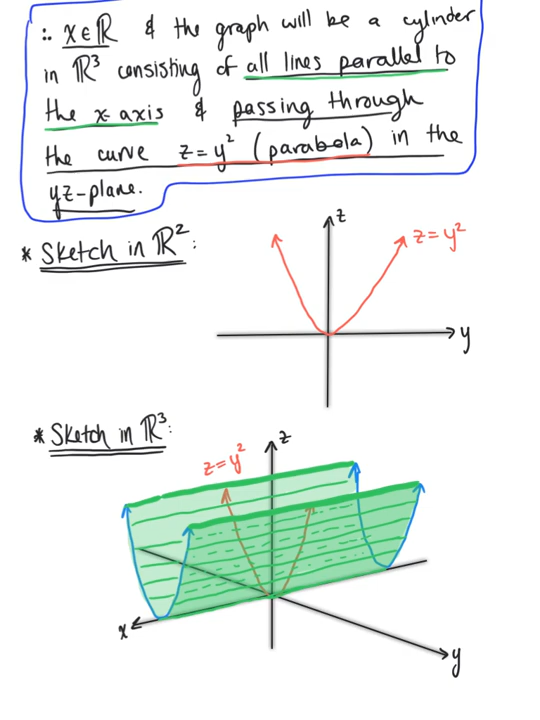 ∴ x∈ℝ & the graph will be a cylinder
in ℝ³ consisting of all lines parallel to
the x-axis & passing through
the curve z=y² (parabola) in the
yz-plane.
* Sketch in ℝ²:
z
z=y²
y
* Sketch in ℝ³:
z
z=y²
x
y